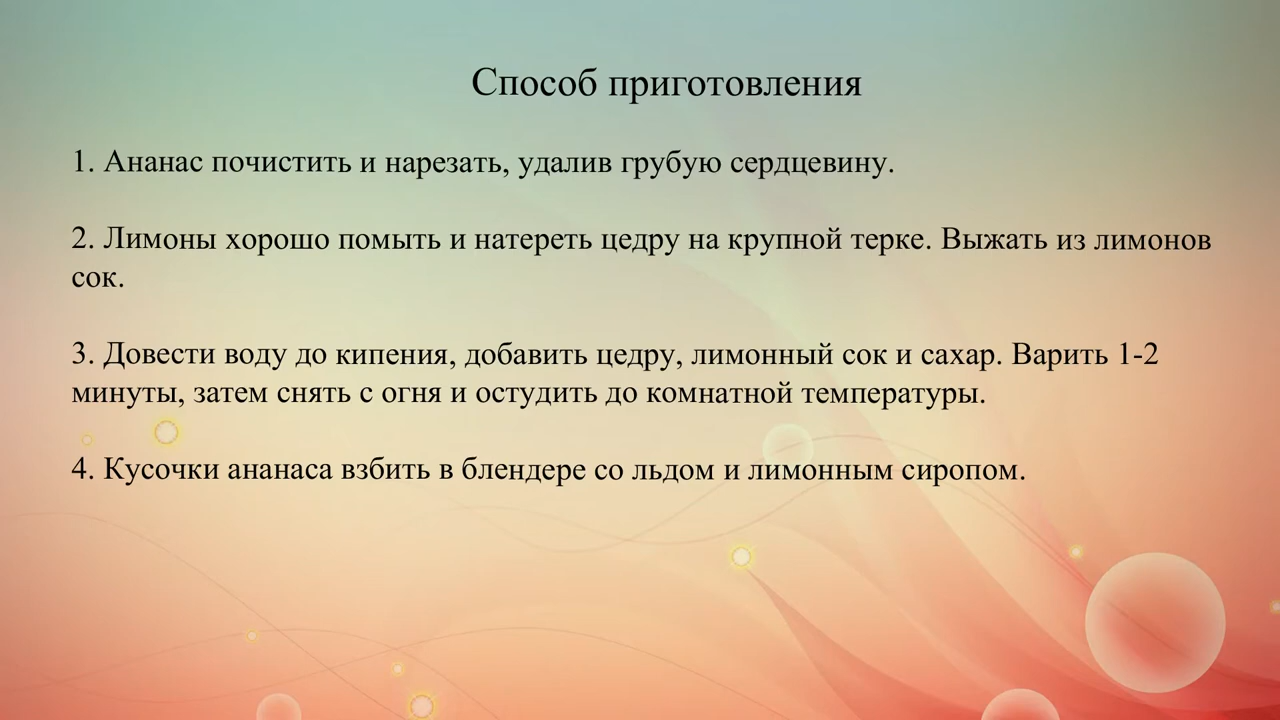 Способ приготовления
1. Ананас почистить и нарезать, удалив грубую сердцевину.
2. Лимоны хорошо помыть и натереть цедру на крупной терке. Выжать из лимонов
сок.
3. Довести воду до кипения, добавить цедру, лимонный сок и сахар. Варить 1-2
минуты, затем снять с огня и остудить до комнатной температуры.
4. Кусочки ананаса взбить в блендере со льдом и лимонным сиропом.